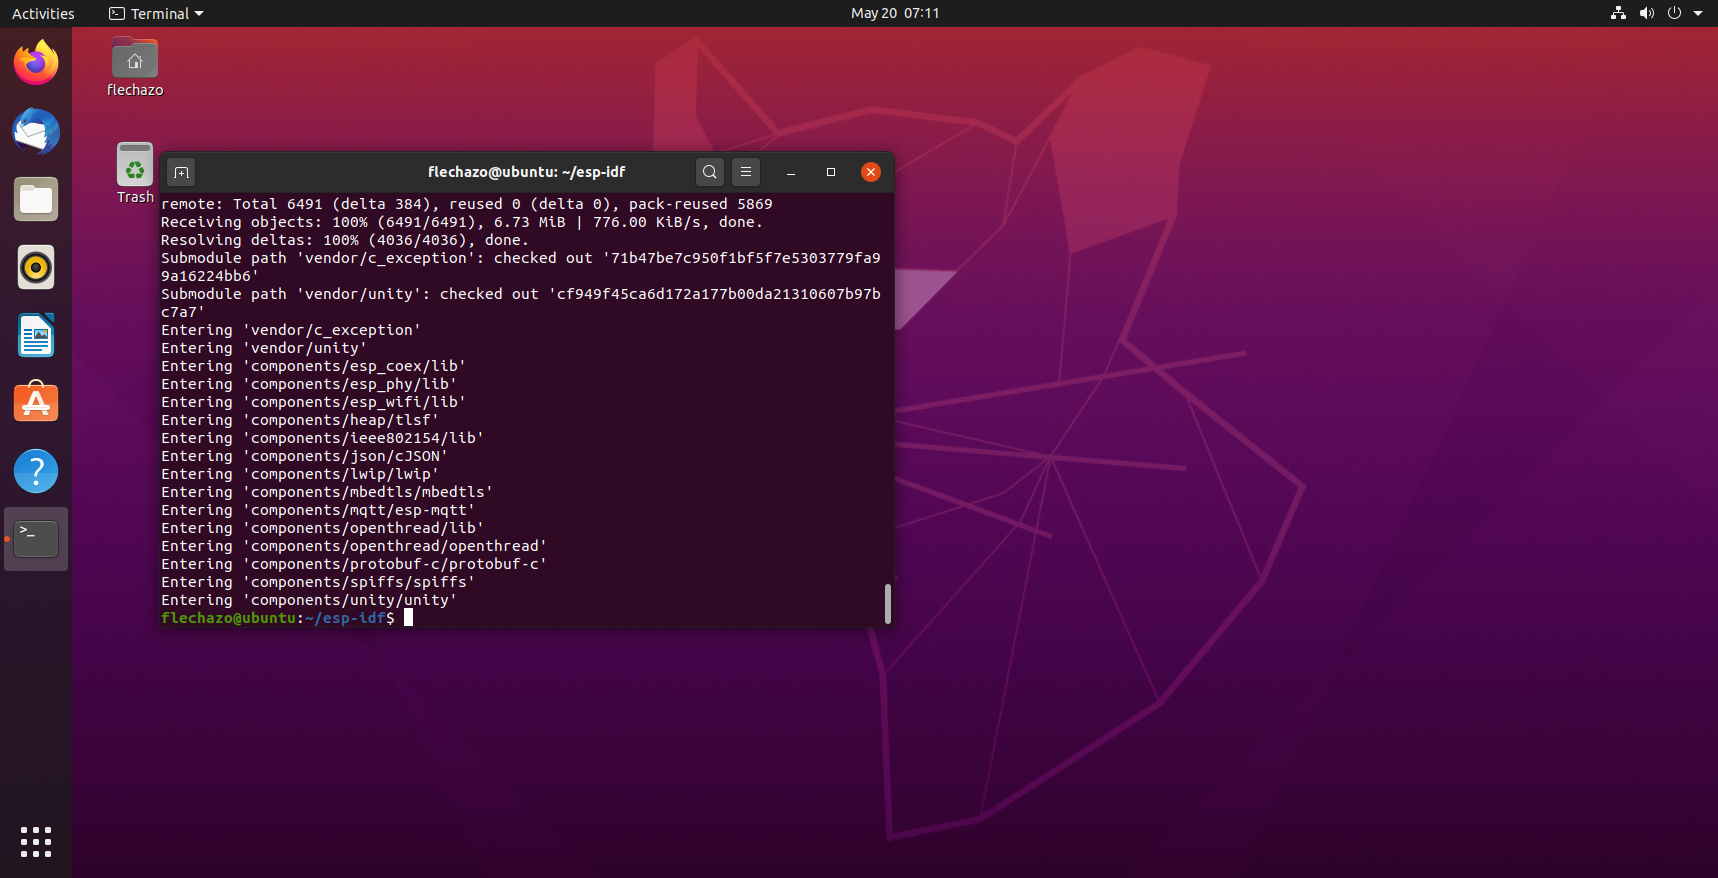 Activities
Terminal
May 20 07:11
flechazo
Trash
flechazo@ubuntu: ~/esp-idf
remote: Total 6491 (delta 384), reused 0 (delta 0), pack-reused 5869
Receiving objects: 100% (6491/6491), 6.73 MiB | 776.00 KiB/s, done.
Resolving deltas: 100% (4036/4036), done.
Submodule path 'vendor/c_exception': checked out '71b47be7c950f1bf5f7e5303779fa9
9a16224bb6'
Submodule path 'vendor/unity': checked out 'cf949f45ca6d172a177b00da21310607b97b
c7a7'
Entering 'vendor/c_exception'
Entering 'vendor/unity'
Entering 'components/esp_coex/lib'
Entering 'components/esp_phy/lib'
Entering 'components/esp_wifi/lib'
Entering 'components/heap/tlsf'
Entering 'components/ieee802154/lib'
Entering 'components/json/cJSON'
Entering 'components/lwip/lwip'
Entering 'components/mbedtls/mbedtls'
Entering 'components/mqtt/esp-mqtt'
Entering 'components/openthread/lib'
Entering 'components/openthread/openthread'
Entering 'components/protobuf-c/protobuf-c'
Entering 'components/spiffs/spiffs'
Entering 'components/unity/unity'
flechazo@ubuntu:~/esp-idf$